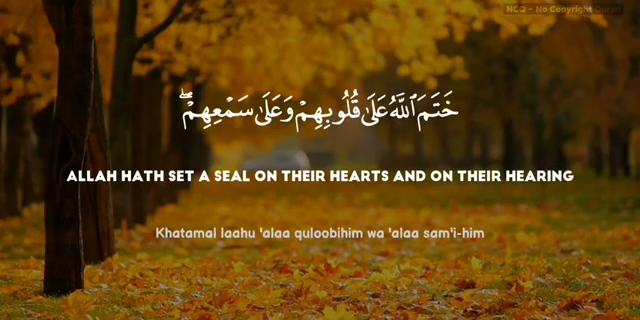 NCQ - No Copyright Quran
خَتَمَ ٱللَّهُ عَلَىٰ قُلُوبِهِمْ وَعَلَىٰ سَمْعِهِمْ ۖ
ALLAH HATH SET A SEAL ON THEIR HEARTS AND ON THEIR HEARING
Khatamal laahu 'alaa quloobihim wa 'alaa sam'i-him